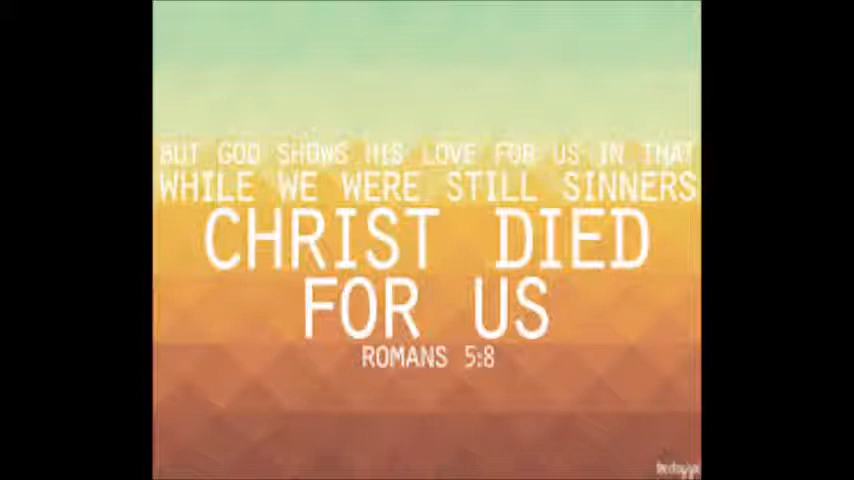 BUT GOD SHOWS HIS LOVE FOR US IN THAT
WHILE WE WERE STILL SINNERS
CHRIST DIED
FOR US
ROMANS 5:8